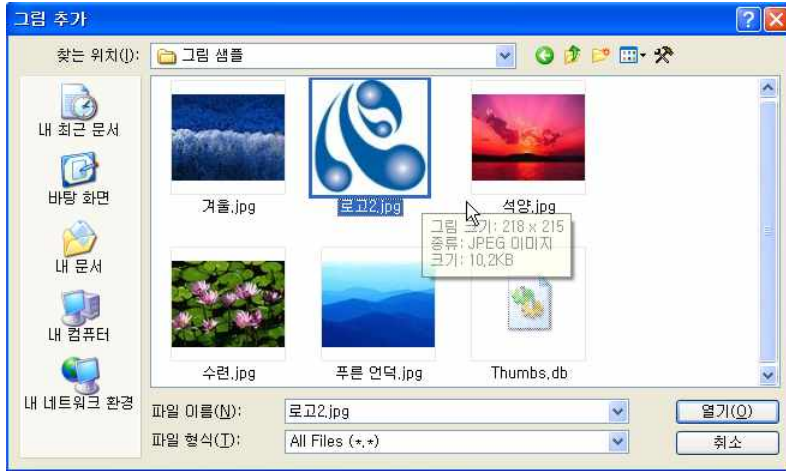 그림 추가
찾는 위치(I):
그림 샘플
내 최근 문서
바탕 화면
내 문서
내 컴퓨터
내 네트워크 환경
겨울.jpg
로고2.jpg
석양.jpg
그림 크기: 218 x 215
종류: JPEG 이미지
크기: 10.2KB
수련.jpg
푸른 언덕.jpg
Thumbs.db
파일 이름(N):
로고2.jpg
열기(O)
파일 형식(T):
All Files (*.*)
취소